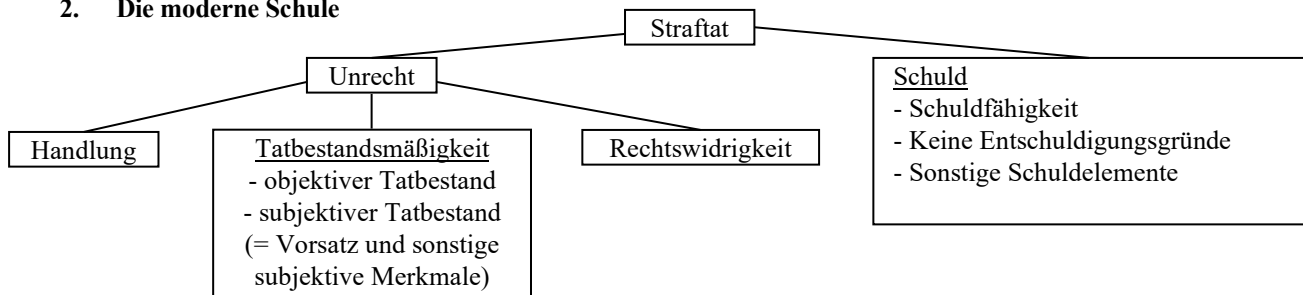 2. Die moderne Schule
Straftat
Unrecht
Handlung
Tatbestandsmäßigkeit
- objektiver Tatbestand
- subjektiver Tatbestand
(= Vorsatz und sonstige
subjektive Merkmale)
Rechtswidrigkeit
Schuld
- Schuldfähigkeit
- Keine Entschuldigungsgründe
- Sonstige Schuldelemente